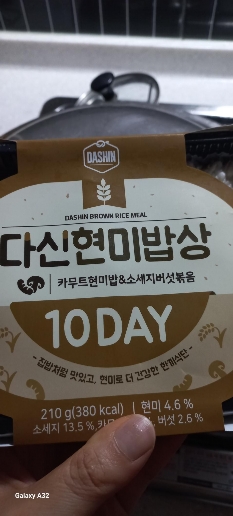 DASHIN
DASHIN BROWN RICE MEAL
다신현미밥상
카무트현미밥&소세지버섯볶음
10DAY
- 집밥처럼 맛있고, 현미로 더 건강한 한끼식단 -
210 g(380 kcal) | 현미 4.6 %
소세지 13.5 %, 버섯 2.6 %
Galaxy A32